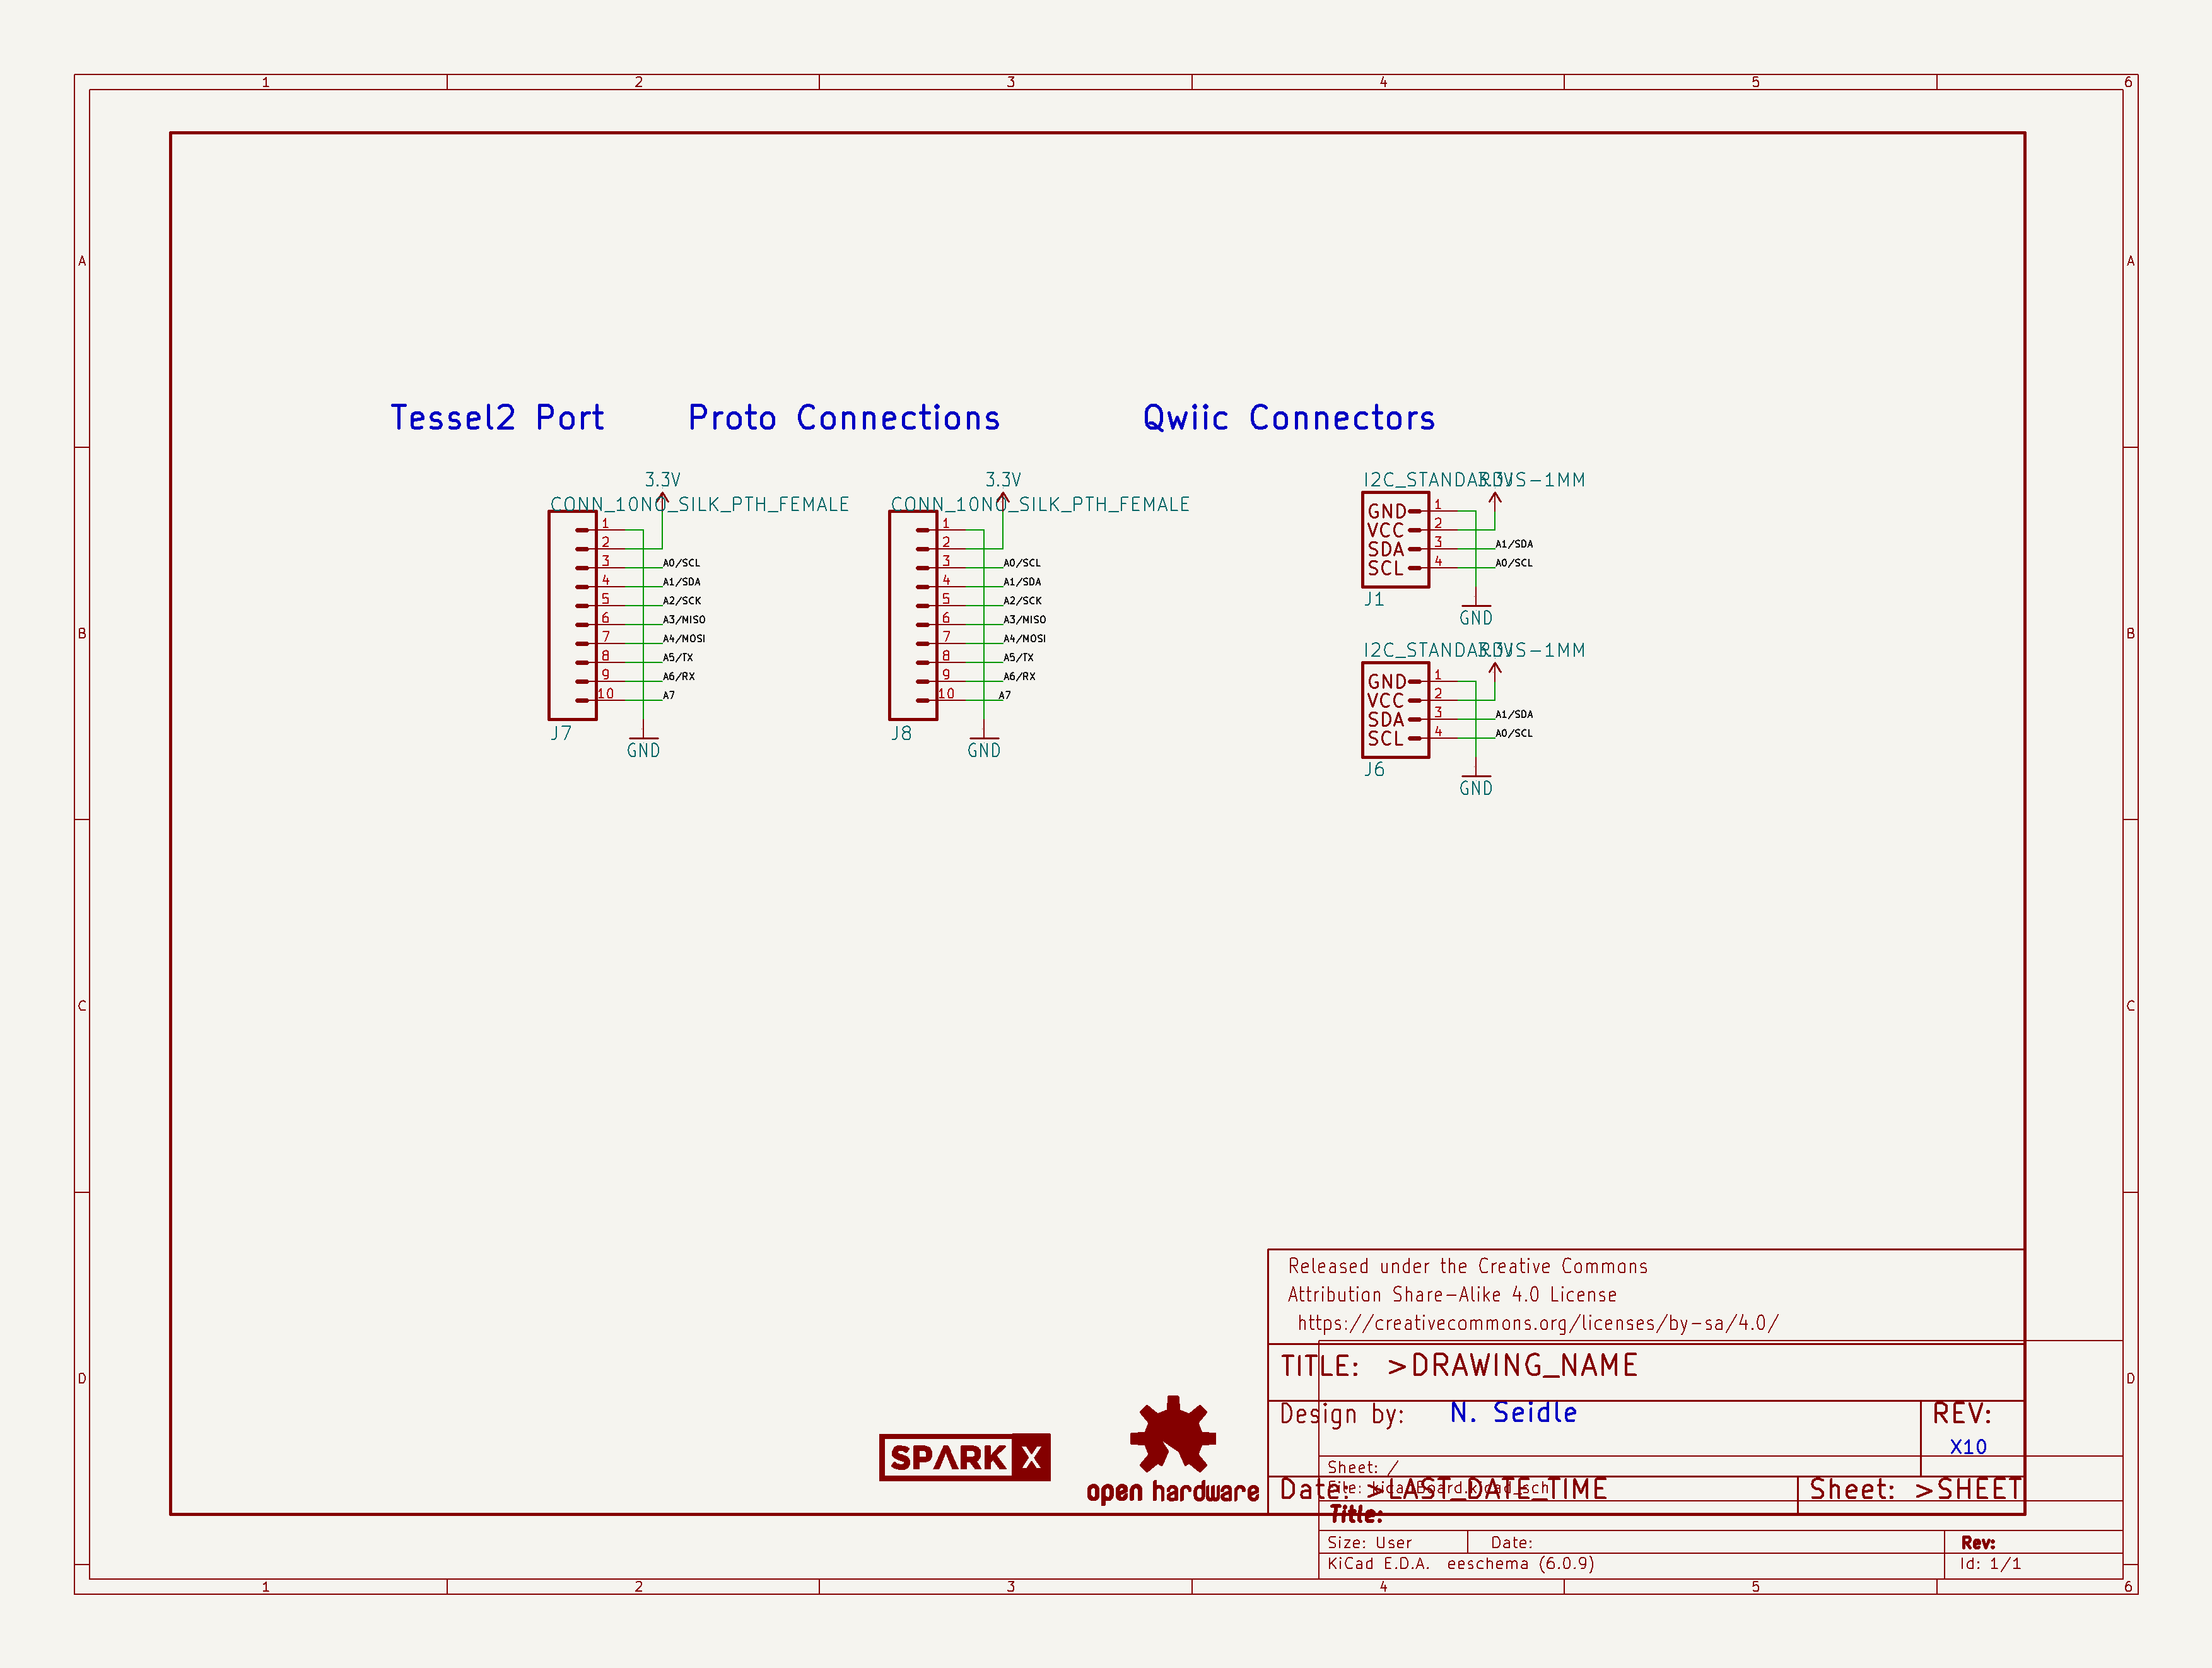 1 2 3 4 5 6
A A
Tessel2 Port Proto Connections Qwiic Connectors
3.3V
CONN_10NO_SILK_PTH_FEMALE
1
2
3 A0/SCL
4 A1/SDA
5 A2/SCK
6 A3/MISO
7 A4/MOSI
8 A5/TX
9 A6/RX
10 A7
J7
GND
3.3V
CONN_10NO_SILK_PTH_FEMALE
1
2
3 A0/SCL
4 A1/SDA
5 A2/SCK
6 A3/MISO
7 A4/MOSI
8 A5/TX
9 A6/RX
10 A7
J8
GND
I2C_STANDARDVS-1MM
3.3V
GND 1
VCC 2
SDA 3 A1/SDA
SCL 4 A0/SCL
J1
GND
I2C_STANDARDVS-1MM
3.3V
GND 1
VCC 2
SDA 3 A1/SDA
SCL 4 A0/SCL
J6
GND
B B
C C
D D
Released under the Creative Commons
Attribution Share-Alike 4.0 License
https://creativecommons.org/licenses/by-sa/4.0/
TITLE: >DRAWING_NAME
Design by: N. Seidle
REV:
X10
SPARK X
open hardware
Sheet: /
File: kicadBoard.kicad_sch
Date: >LAST_DATE_TIME
Sheet: >SHEET
Title:
Size: User Date: Rev:
KiCad E.D.A. eeschema (6.0.9) Id: 1/1
1 2 3 4 5 6